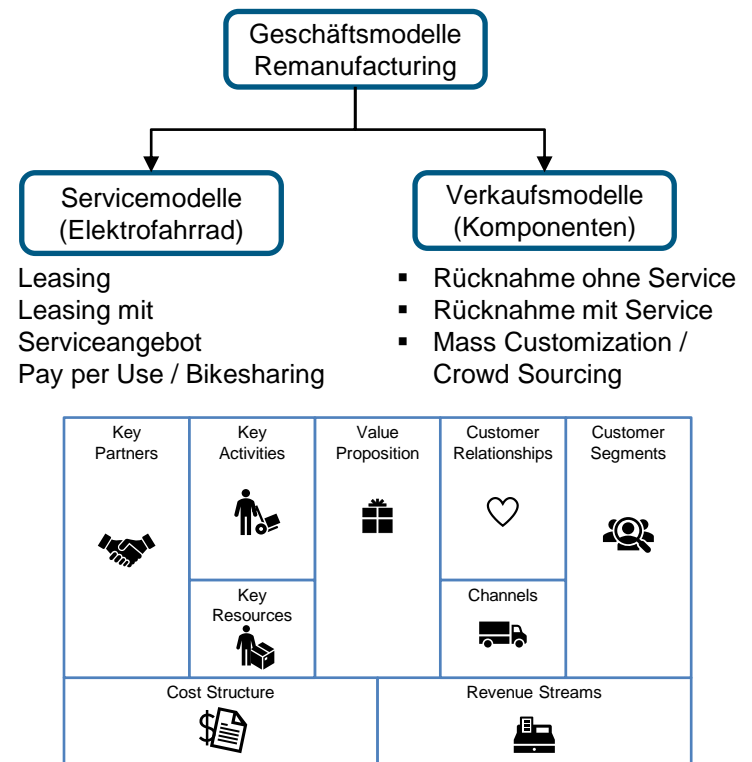 Geschäftsmodelle
Remanufacturing
Servicemodelle
(Elektrofahrrad)
Verkaufsmodelle
(Komponenten)
Leasing
Leasing mit
Serviceangebot
Pay per Use / Bikesharing
▪ Rücknahme ohne Service
▪ Rücknahme mit Service
▪ Mass Customization /
Crowd Sourcing
Key
Partners
Key
Activities
Value
Proposition
Customer
Relationships
Customer
Segments
Key
Resources
Channels
Cost Structure
Revenue Streams